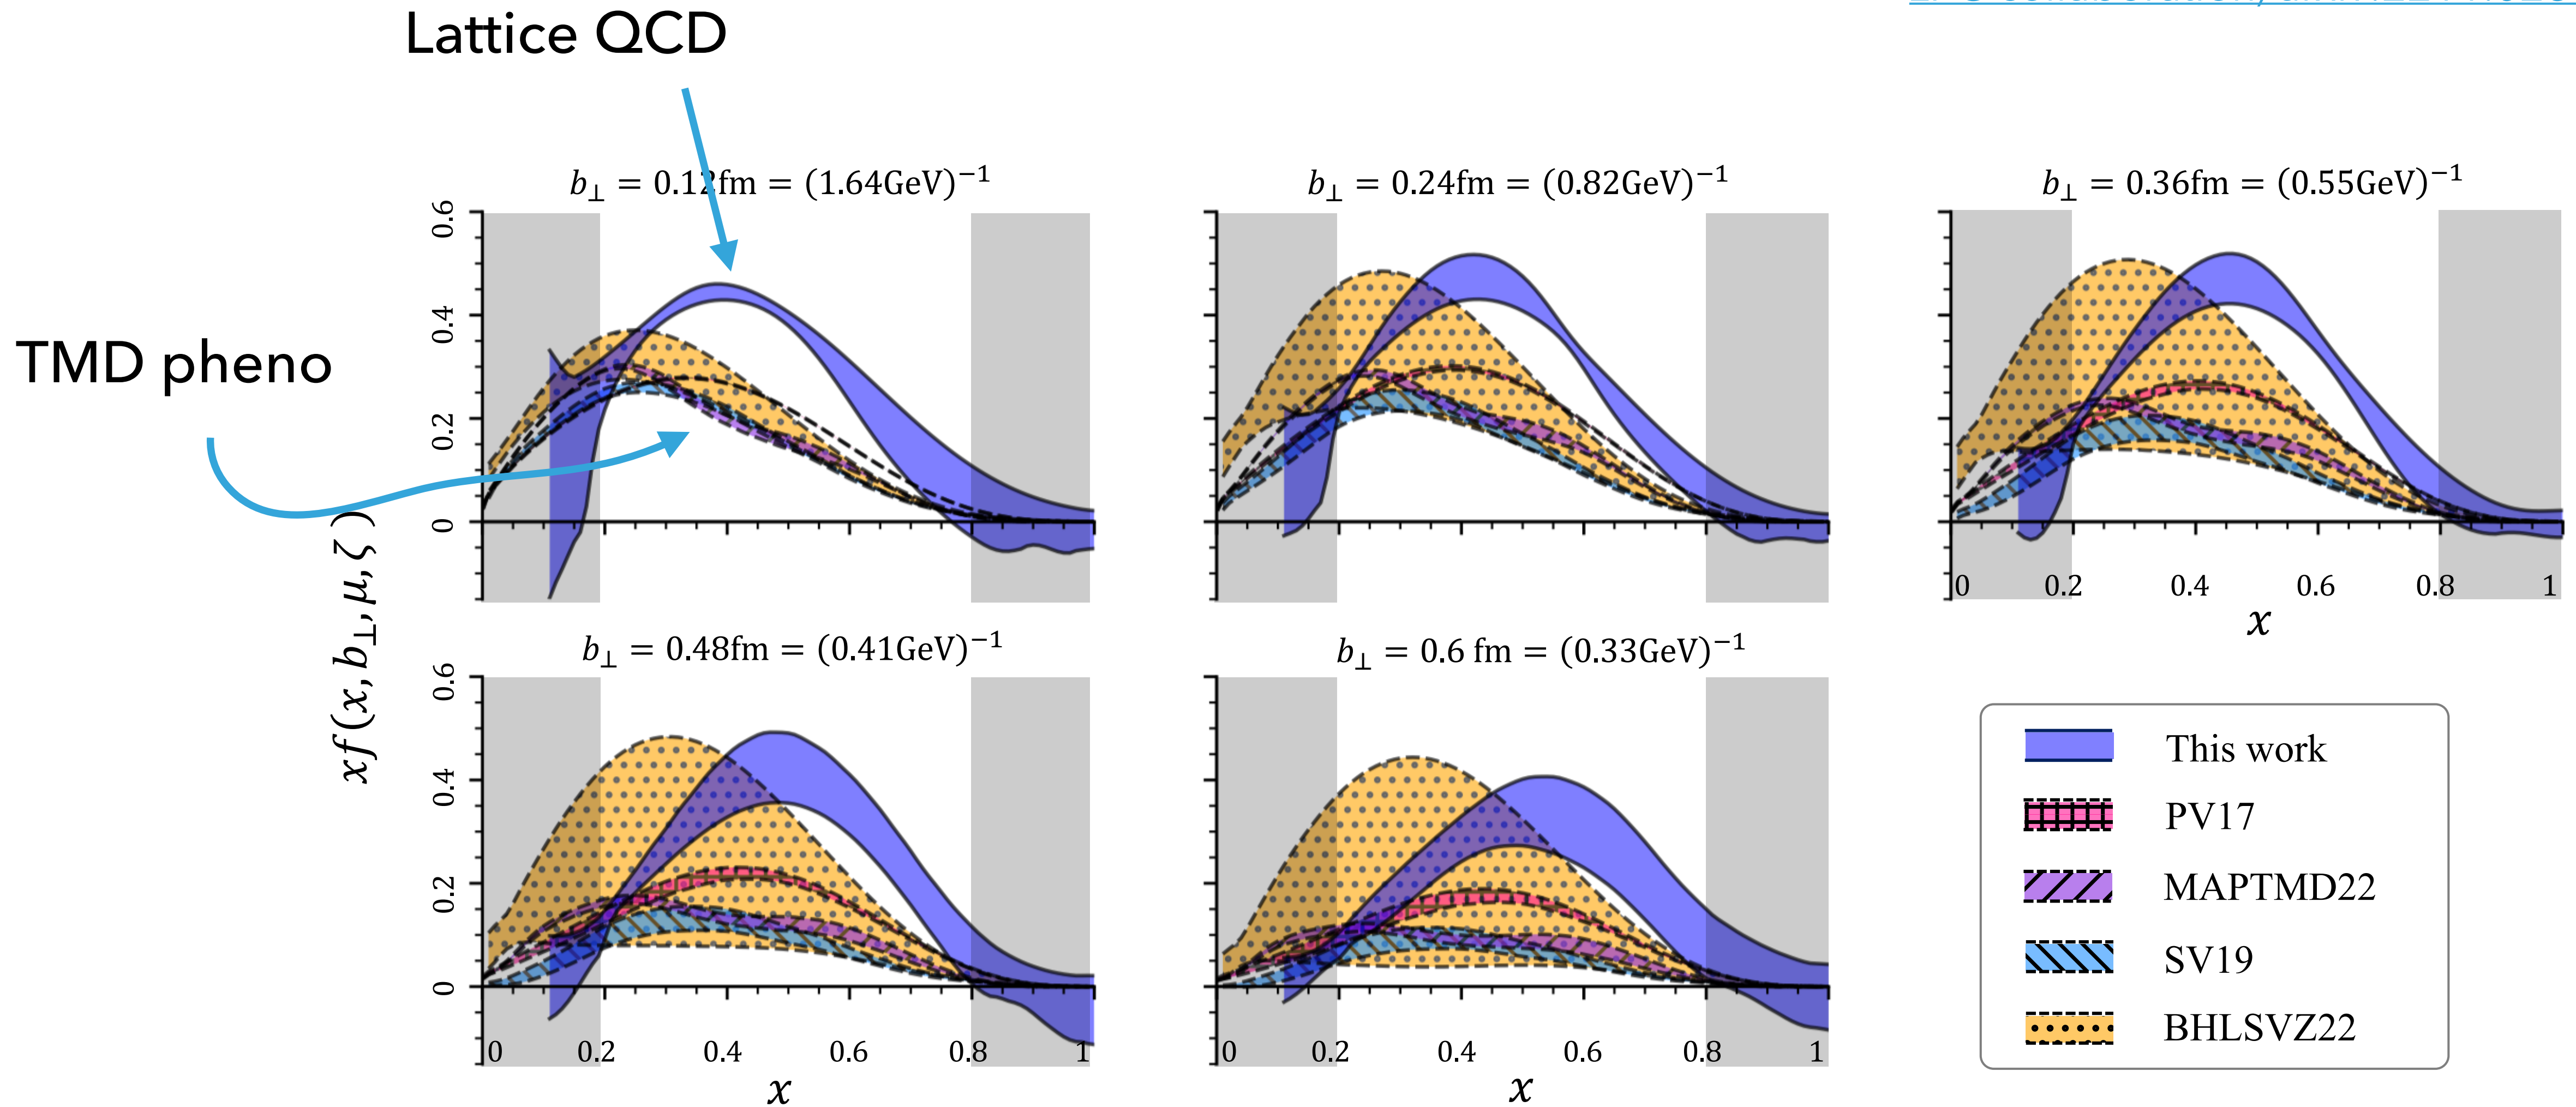 Lattice QCD
TMD pheno
b⊥ = 0.12fm = (1.64GeV)⁻¹
b⊥ = 0.24fm = (0.82GeV)⁻¹
b⊥ = 0.36fm = (0.55GeV)⁻¹
0.6
0.4
0.2
0
0 0.2 0.4 0.6 0.8 1
x
xf(x, b⊥, μ, ζ)
b⊥ = 0.48fm = (0.41GeV)⁻¹
b⊥ = 0.6 fm = (0.33GeV)⁻¹
0.6
0.4
0.2
0
0 0.2 0.4 0.6 0.8 1
x
0 0.2 0.4 0.6 0.8 1
x
This work
PV17
MAPTMD22
SV19
BHLSVZ22